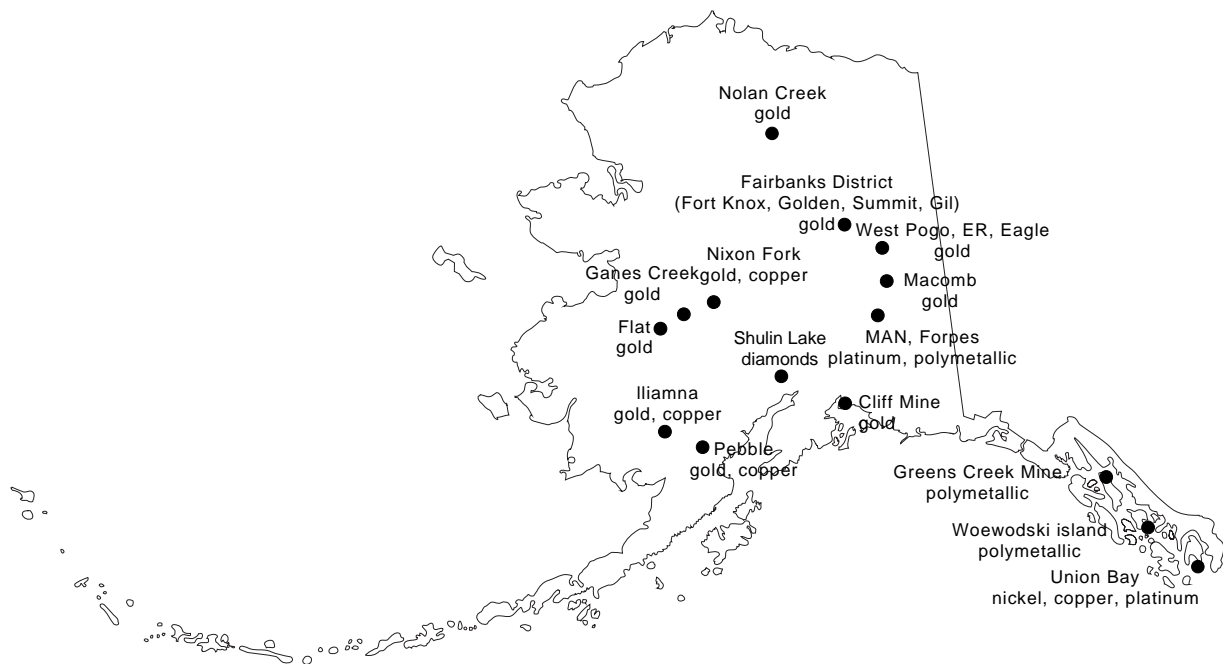 Nolan Creek
gold
Fairbanks District
(Fort Knox, Golden, Summit, Gil)
gold
West Pogo, ER, Eagle
gold
Nixon Fork
gold, copper
Ganes Creek
gold
Macomb
gold
Flat
gold
MAN, Forpes
platinum, polymetallic
Shulin Lake
diamonds
Iliamna
gold, copper
Cliff Mine
gold
Pebble
gold, copper
Greens Creek Mine
polymetallic
Woewodski island
polymetallic
Union Bay
nickel, copper, platinum